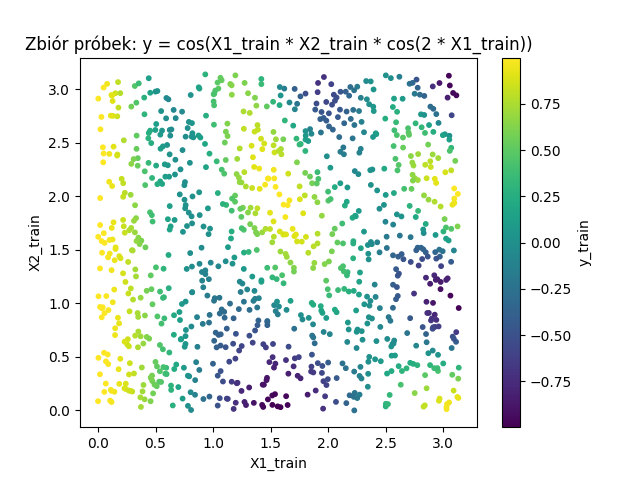 Zbiór próbek: y = cos(X1_train * X2_train * cos(2 * X1_train))
3.0
2.5
2.0
1.5
1.0
0.5
0.0
X2_train
0.0 0.5 1.0 1.5 2.0 2.5 3.0
X1_train
0.75
0.50
0.25
0.00
−0.25
−0.50
−0.75
y_train